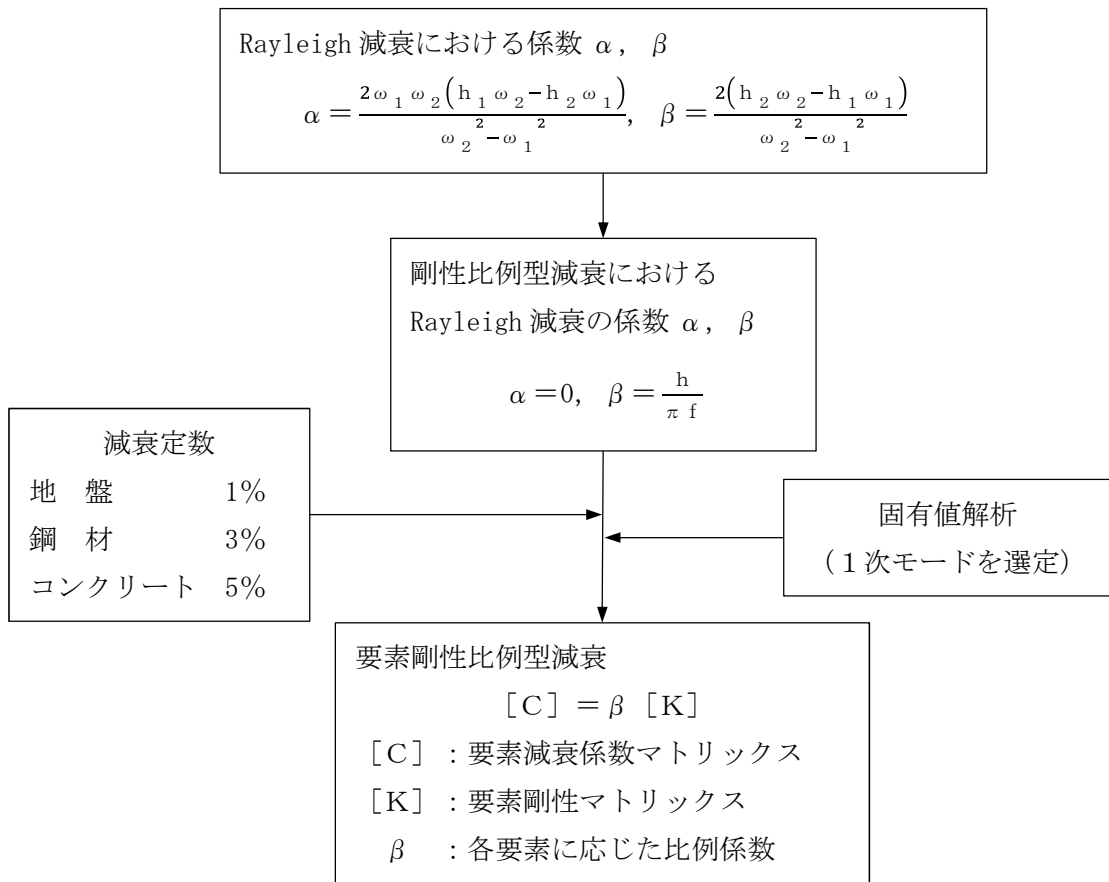 Rayleigh 減衰における係数 α, β
α=2ω₁ω₂(h₁ω₂−h₂ω₁)/(ω₂²−ω₁²), β=2(h₂ω₂−h₁ω₁)/(ω₂²−ω₁²)
剛性比例型減衰における
Rayleigh 減衰の係数 α, β
α=0, β=h/(πf)
減衰定数
地 盤 1%
鋼 材 3%
コンクリート 5%
固有値解析
(1次モードを選定)
要素剛性比例型減衰
[C]=β[K]
[C]:要素減衰係数マトリックス
[K]:要素剛性マトリックス
β :各要素に応じた比例係数